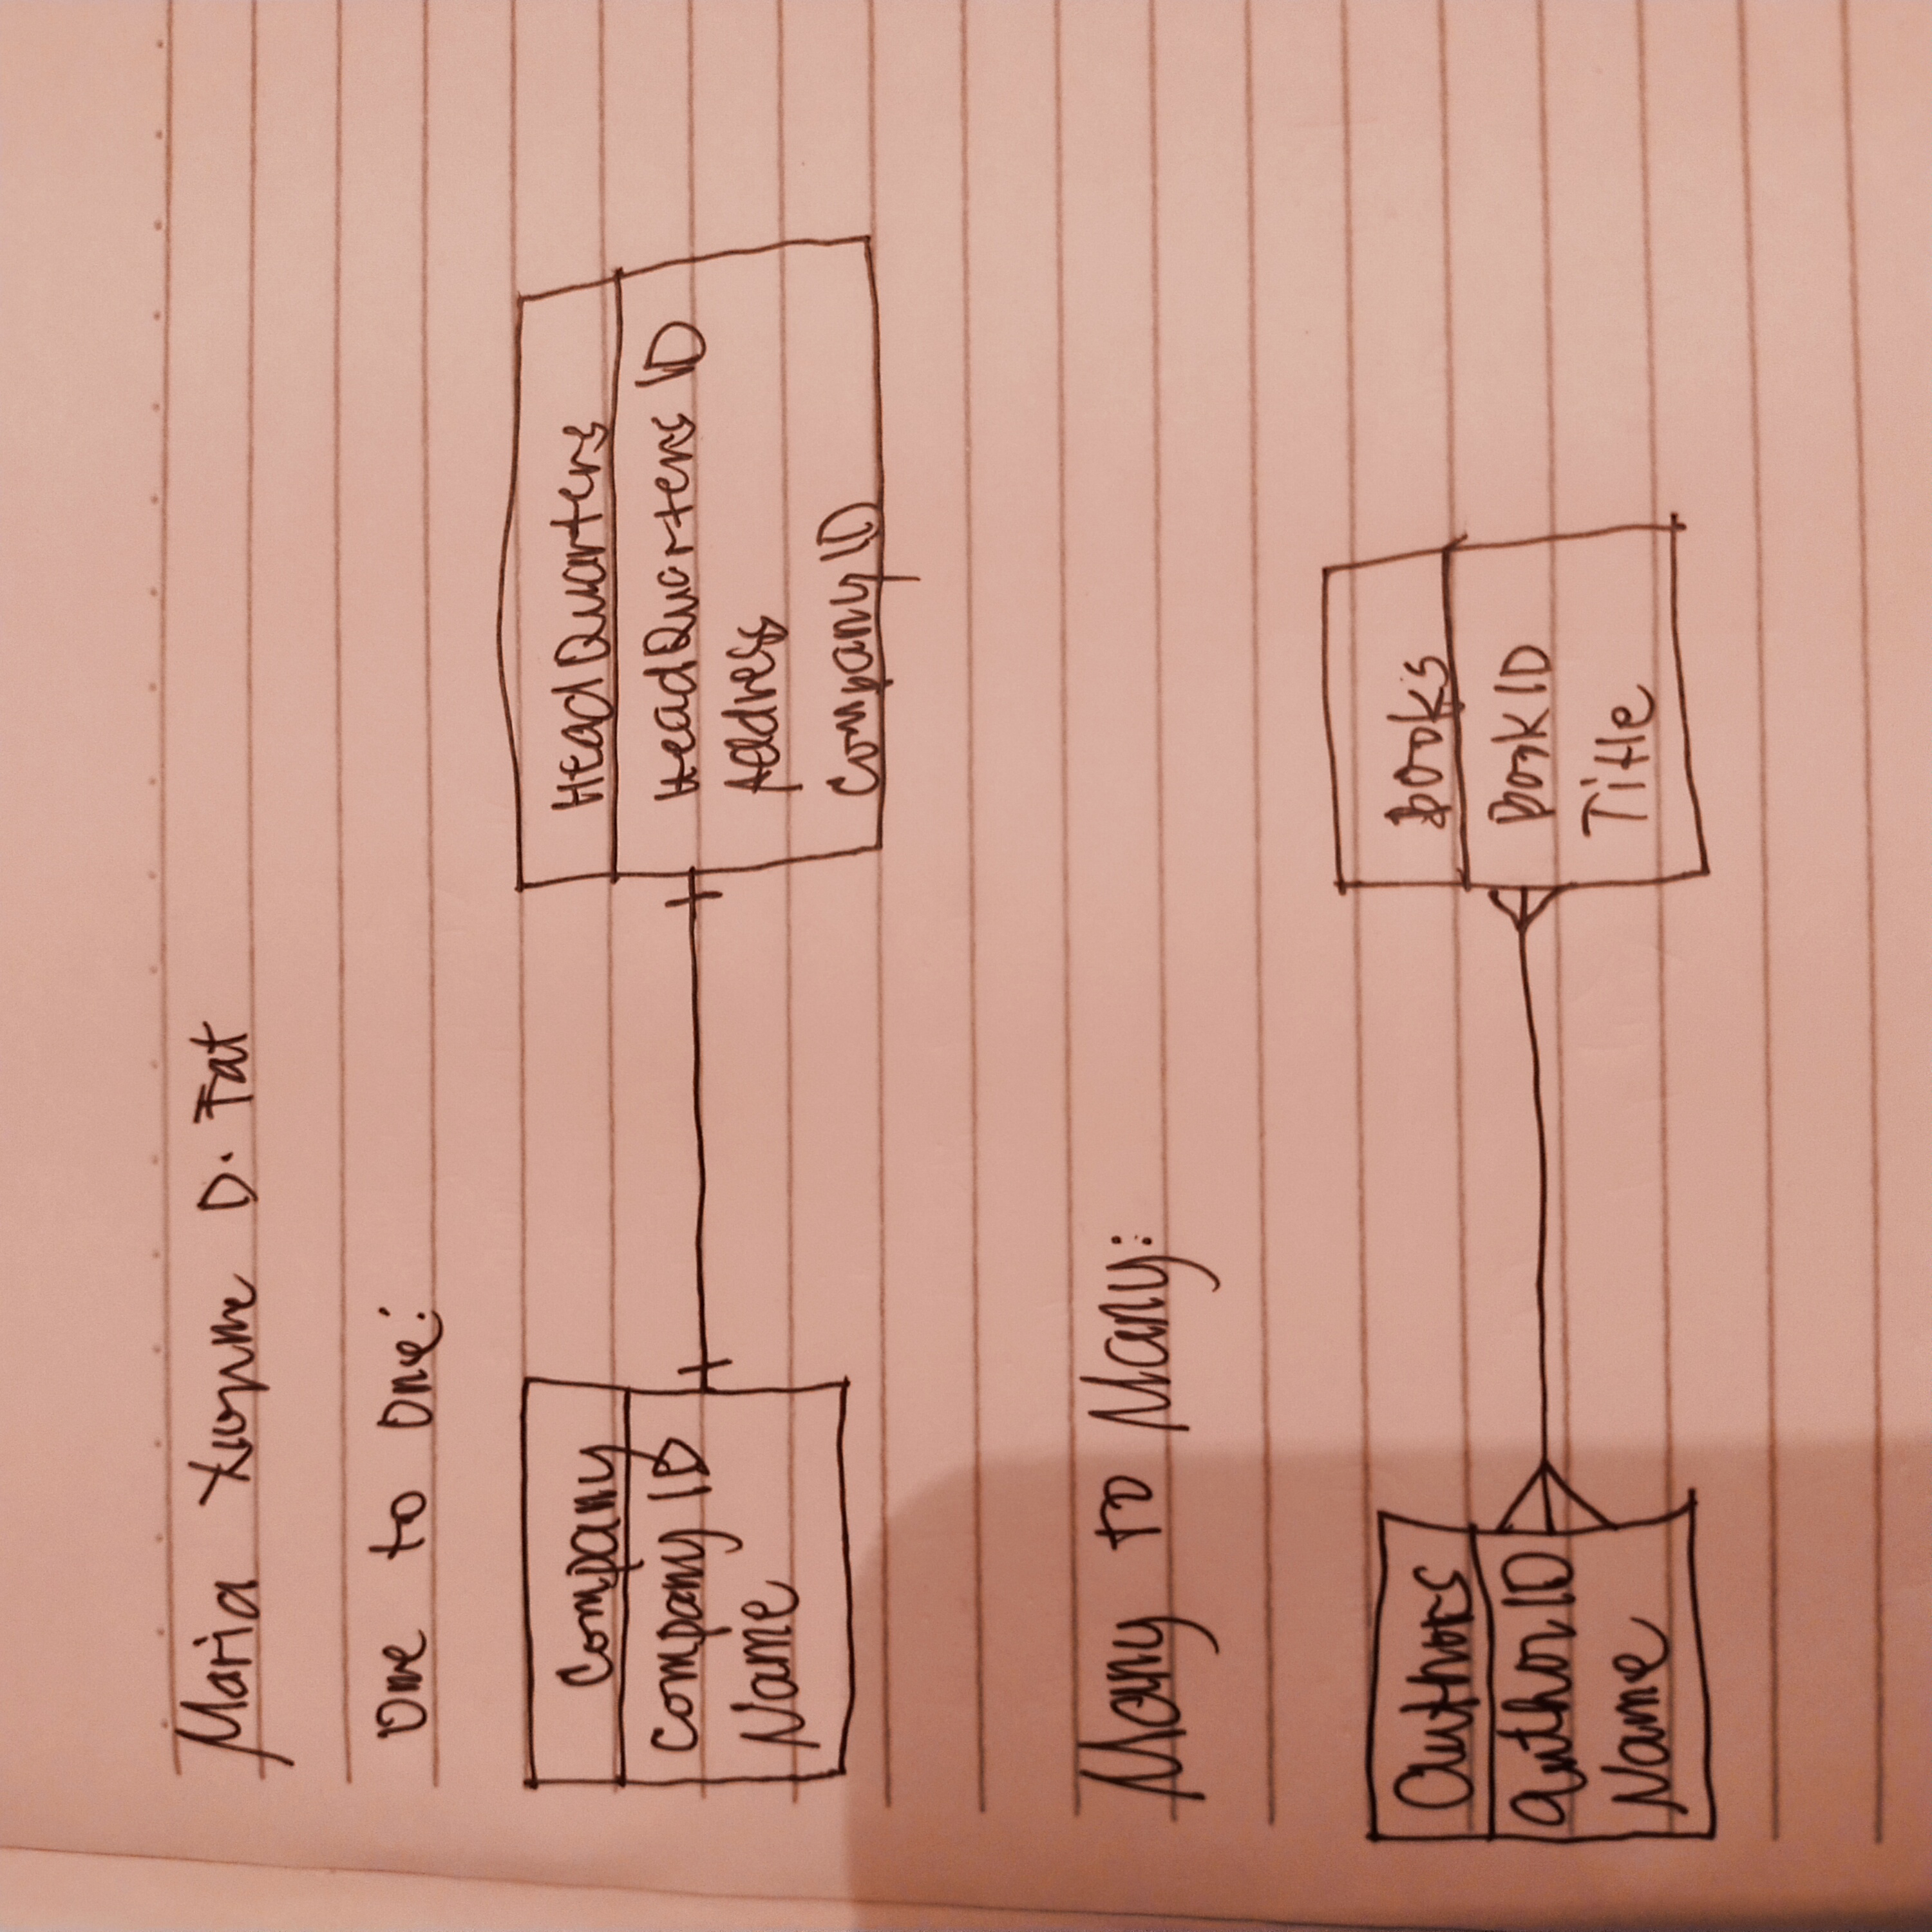 Maria D. Fat
One to One:
Company
Company ID
Name
HeadQuarters
HeadQuarters ID
Address
Company ID
Many to Many:
Authors
Author ID
Name
Books
Book ID
Title